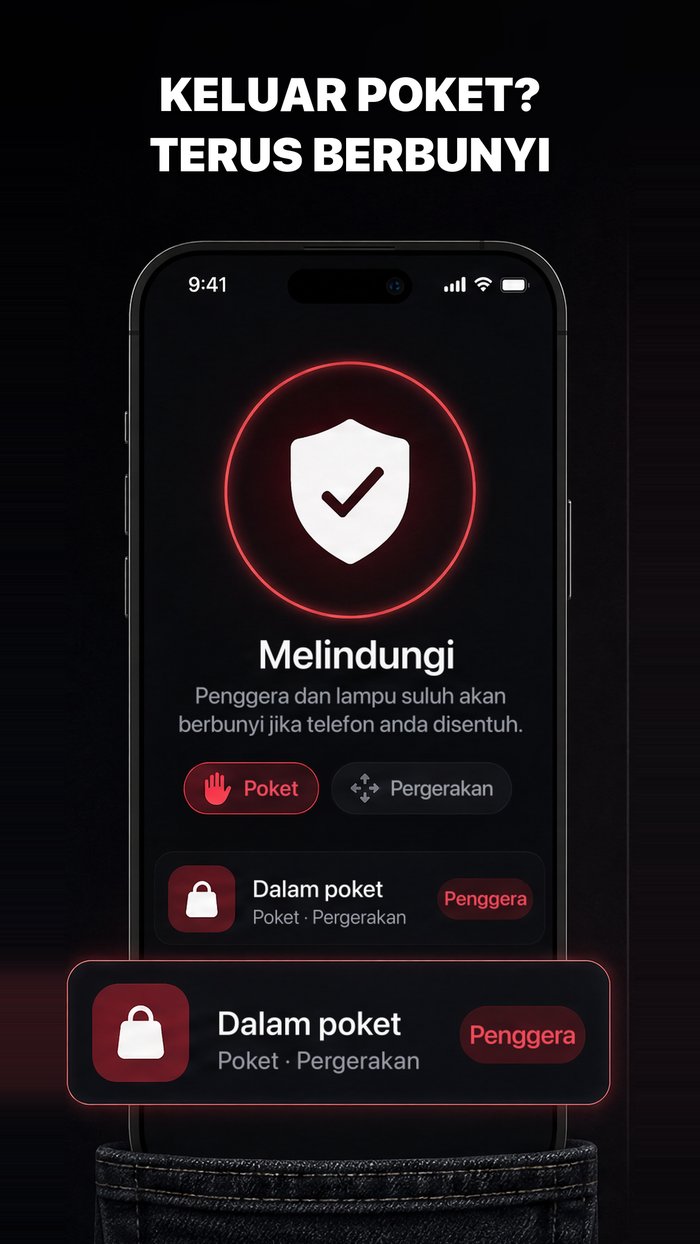 KELUAR POKET?
TERUS BERBUNYI
9:41
Melindungi
Penggera dan lampu suluh akan
berbunyi jika telefon anda disentuh.
Poket
Pergerakan
Dalam poket
Poket · Pergerakan
Penggera
Dalam poket
Poket · Pergerakan
Penggera